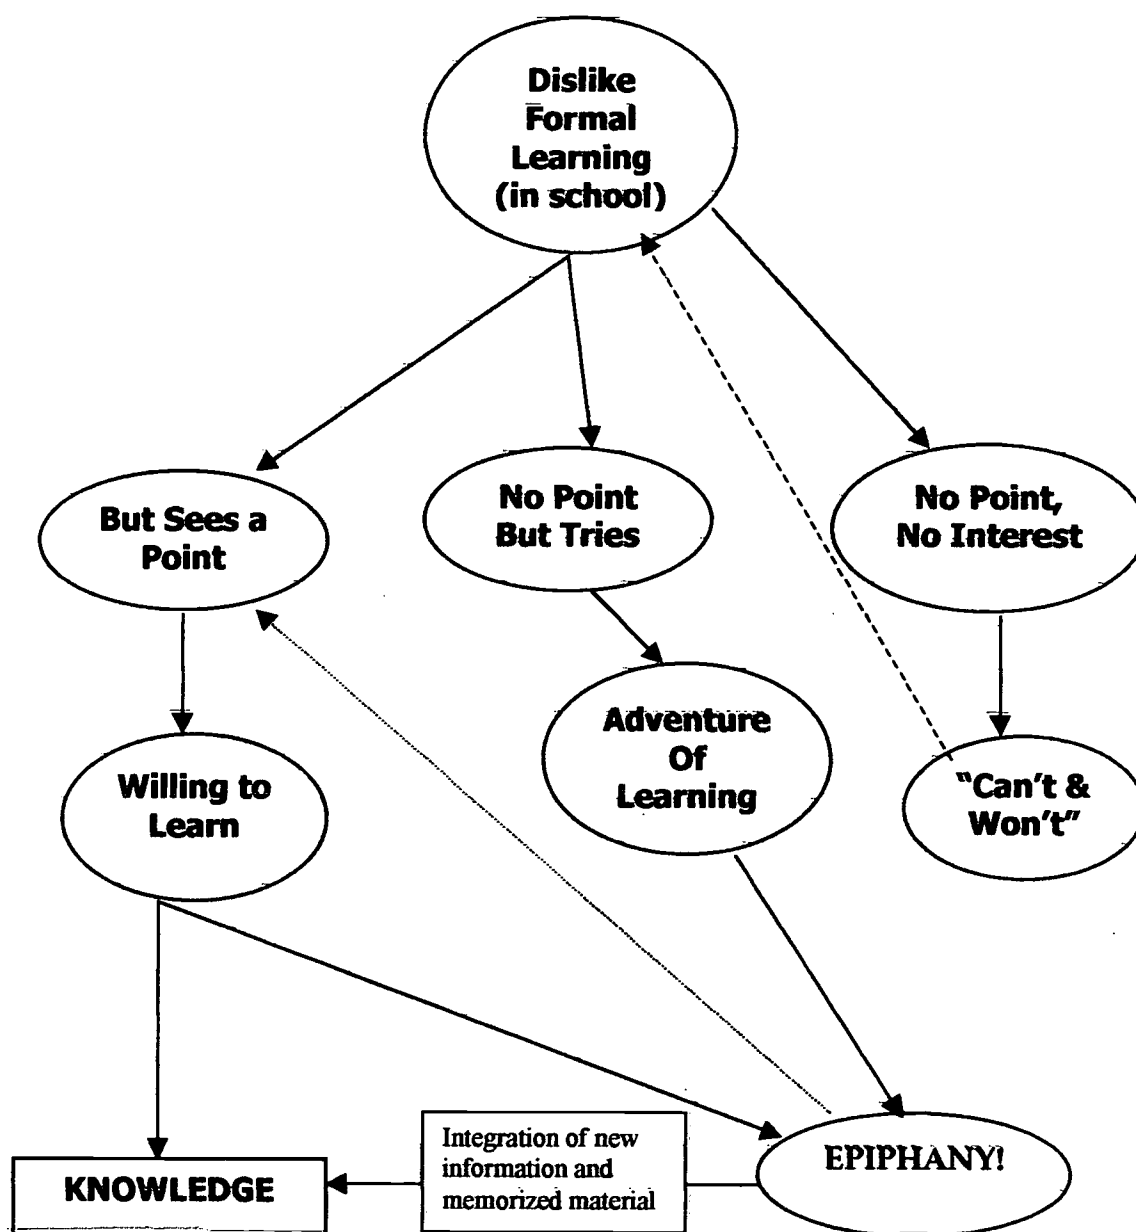 Dislike
Formal
Learning
(in school)
But Sees a
Point
No Point
But Tries
No Point,
No Interest
Willing to
Learn
Adventure
Of
Learning
"Can't &
Won't"
KNOWLEDGE
Integration of new
information and
memorized material
EPIPHANY!